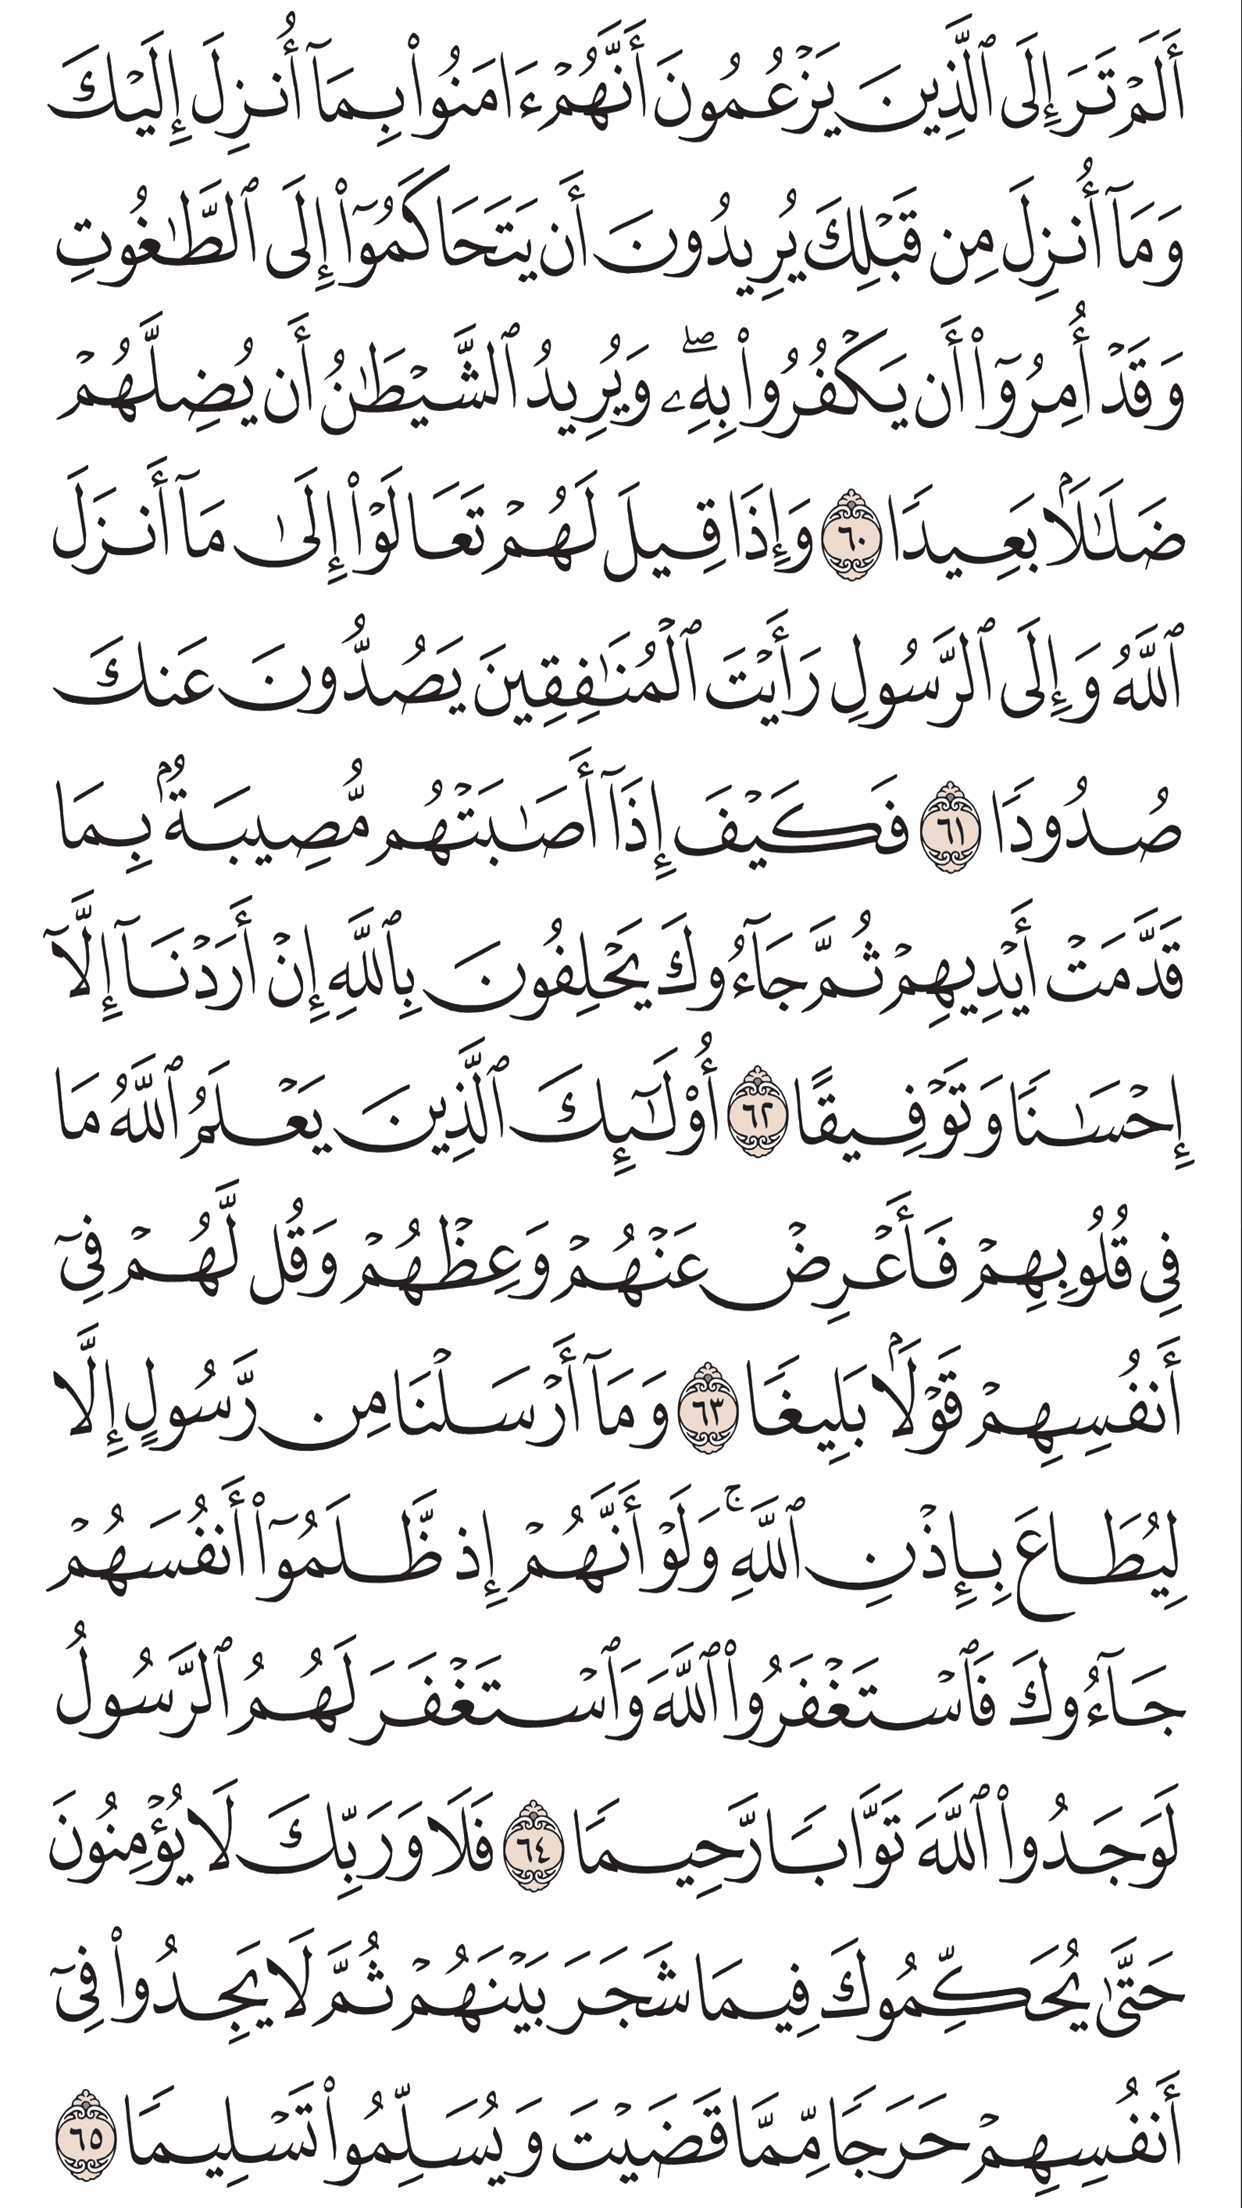 أَلَمۡ تَرَ إِلَى ٱلَّذِينَ يَزۡعُمُونَ أَنَّهُمۡ ءَامَنُواْ بِمَآ أُنزِلَ إِلَيۡكَ
وَمَآ أُنزِلَ مِن قَبۡلِكَ يُرِيدُونَ أَن يَتَحَاكَمُوٓاْ إِلَى ٱلطَّٰغُوتِ
وَقَدۡ أُمِرُوٓاْ أَن يَكۡفُرُواْ بِهِۦۖ وَيُرِيدُ ٱلشَّيۡطَٰنُ أَن يُضِلَّهُمۡ
ضَلَٰلَۢا بَعِيدٗا ٦٠ وَإِذَا قِيلَ لَهُمۡ تَعَالَوۡاْ إِلَىٰ مَآ أَنزَلَ
ٱللَّهُ وَإِلَى ٱلرَّسُولِ رَأَيۡتَ ٱلۡمُنَٰفِقِينَ يَصُدُّونَ عَنكَ
صُدُودٗا ٦١ فَكَيۡفَ إِذَآ أَصَٰبَتۡهُم مُّصِيبَةُۢ بِمَا
قَدَّمَتۡ أَيۡدِيهِمۡ ثُمَّ جَآءُوكَ يَحۡلِفُونَ بِٱللَّهِ إِنۡ أَرَدۡنَآ إِلَّآ
إِحۡسَٰنٗا وَتَوۡفِيقًا ٦٢ أُوْلَٰٓئِكَ ٱلَّذِينَ يَعۡلَمُ ٱللَّهُ مَا
فِي قُلُوبِهِمۡ فَأَعۡرِضۡ عَنۡهُمۡ وَعِظۡهُمۡ وَقُل لَّهُمۡ فِيٓ
أَنفُسِهِمۡ قَوۡلَۢا بَلِيغٗا ٦٣ وَمَآ أَرۡسَلۡنَا مِن رَّسُولٍ إِلَّا
لِيُطَاعَ بِإِذۡنِ ٱللَّهِۚ وَلَوۡ أَنَّهُمۡ إِذ ظَّلَمُوٓاْ أَنفُسَهُمۡ
جَآءُوكَ فَٱسۡتَغۡفَرُواْ ٱللَّهَ وَٱسۡتَغۡفَرَ لَهُمُ ٱلرَّسُولُ
لَوَجَدُواْ ٱللَّهَ تَوَّابٗا رَّحِيمٗا ٦٤ فَلَا وَرَبِّكَ لَا يُؤۡمِنُونَ
حَتَّىٰ يُحَكِّمُوكَ فِيمَا شَجَرَ بَيۡنَهُمۡ ثُمَّ لَا يَجِدُواْ فِيٓ
أَنفُسِهِمۡ حَرَجٗا مِّمَّا قَضَيۡتَ وَيُسَلِّمُواْ تَسۡلِيمٗا ٦٥